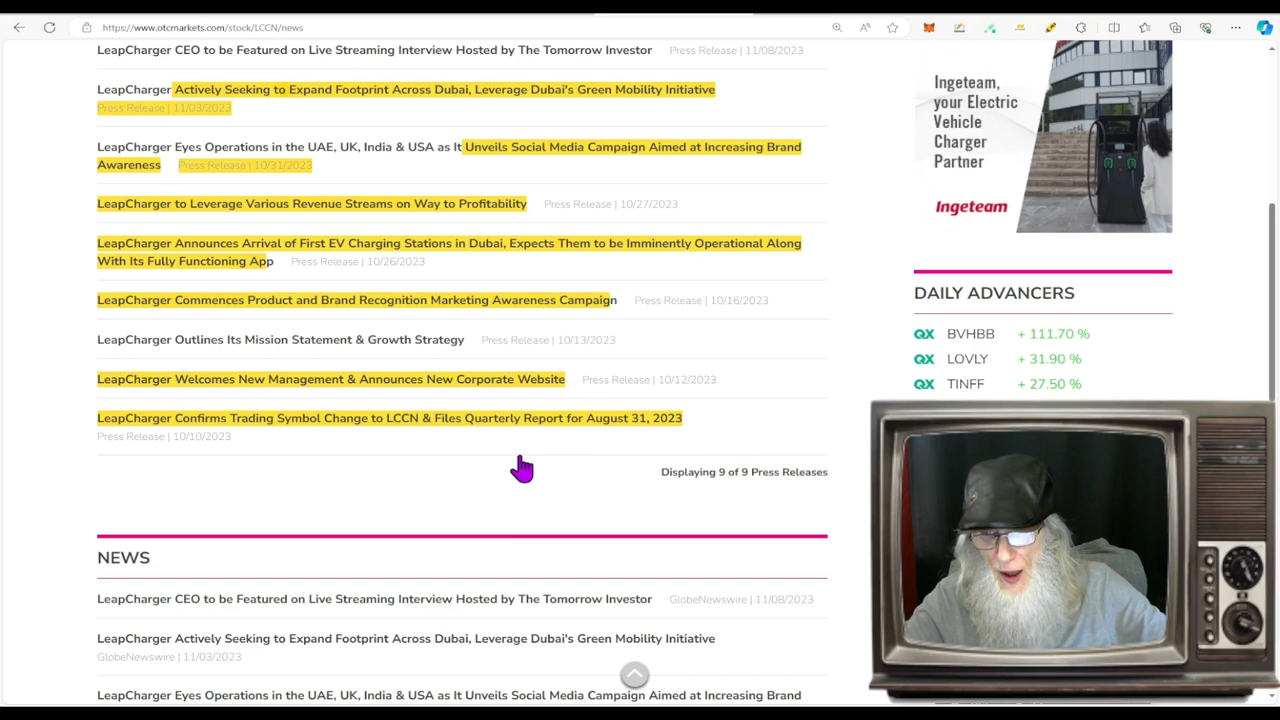 https://www.otcmarkets.com/stock/LCCN/news
LeapCharger CEO to be Featured on Live Streaming Interview Hosted by The Tomorrow Investor Press Release | 11/08/2023
LeapCharger Actively Seeking to Expand Footprint Across Dubai, Leverage Dubai's Green Mobility Initiative
Press Release | 11/03/2023
LeapCharger Eyes Operations in the UAE, UK, India & USA as It Unveils Social Media Campaign Aimed at Increasing Brand
Awareness Press Release | 10/31/2023
LeapCharger to Leverage Various Revenue Streams on Way to Profitability Press Release | 10/27/2023
LeapCharger Announces Arrival of First EV Charging Stations in Dubai, Expects Them to be Imminently Operational Along
With Its Fully Functioning App Press Release | 10/26/2023
LeapCharger Commences Product and Brand Recognition Marketing Awareness Campaign Press Release | 10/16/2023
LeapCharger Outlines Its Mission Statement & Growth Strategy Press Release | 10/13/2023
LeapCharger Welcomes New Management & Announces New Corporate Website Press Release | 10/12/2023
LeapCharger Confirms Trading Symbol Change to LCCN & Files Quarterly Report for August 31, 2023
Press Release | 10/10/2023
Displaying 9 of 9 Press Releases
NEWS
LeapCharger CEO to be Featured on Live Streaming Interview Hosted by The Tomorrow Investor GlobeNewswire | 11/08/2023
LeapCharger Actively Seeking to Expand Footprint Across Dubai, Leverage Dubai's Green Mobility Initiative
GlobeNewswire | 11/03/2023
LeapCharger Eyes Operations in the UAE, UK, India & USA as It Unveils Social Media Campaign Aimed at Increasing Brand
Ingeteam,
your Electric
Vehicle
Charger
Partner
Ingeteam
DAILY ADVANCERS
QX BVHBB + 111.70 %
QX LOVLY + 31.90 %
QX TINFF + 27.50 %